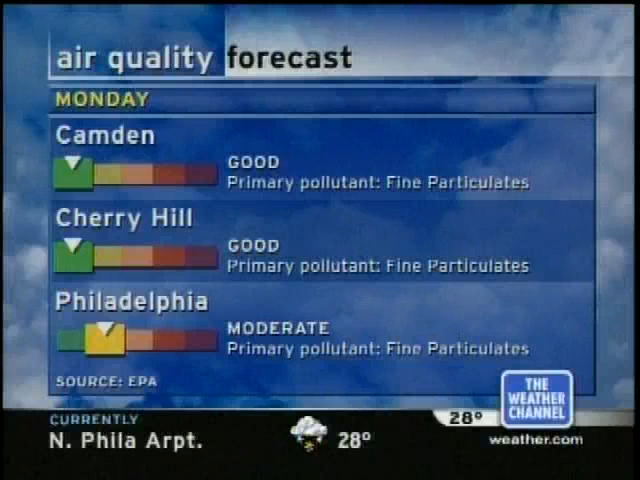 air quality forecast
MONDAY
Camden
GOOD
Primary pollutant: Fine Particulates
Cherry Hill
GOOD
Primary pollutant: Fine Particulates
Philadelphia
MODERATE
Primary pollutant: Fine Particulates
SOURCE: EPA
THE
WEATHER
CHANNEL
CURRENTLY
28°
N. Phila Arpt.
28°
weather.com